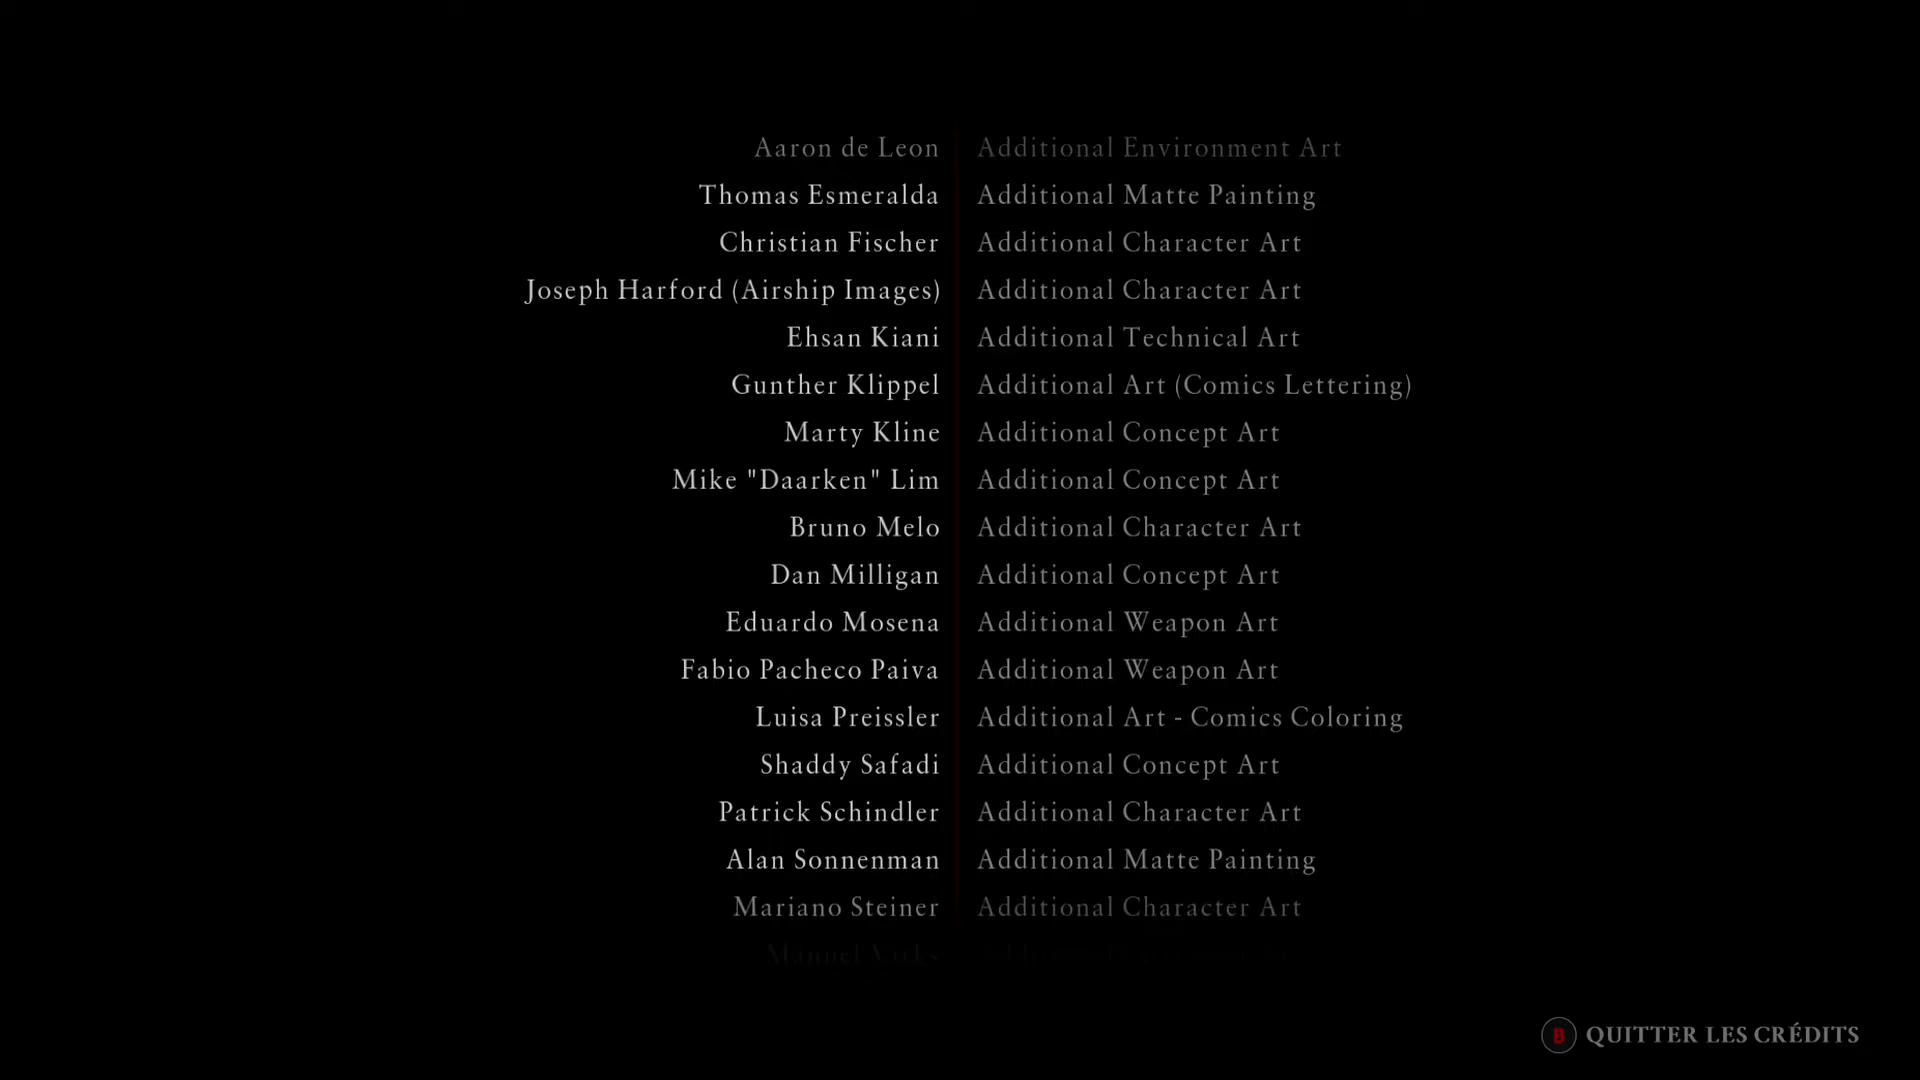 Aaron de Leon Additional Environment Art
Thomas Esmeralda Additional Matte Painting
Christian Fischer Additional Character Art
Joseph Harford (Airship Images) Additional Character Art
Ehsan Kiani Additional Technical Art
Gunther Klippel Additional Art (Comics Lettering)
Marty Kline Additional Concept Art
Mike "Daarken" Lim Additional Concept Art
Bruno Melo Additional Character Art
Dan Milligan Additional Concept Art
Eduardo Mosena Additional Weapon Art
Fabio Pacheco Paiva Additional Weapon Art
Luisa Preissler Additional Art - Comics Coloring
Shaddy Safadi Additional Concept Art
Patrick Schindler Additional Character Art
Alan Sonnenman Additional Matte Painting
Mariano Steiner Additional Character Art
Manuel
B QUITTER LES CRÉDITS